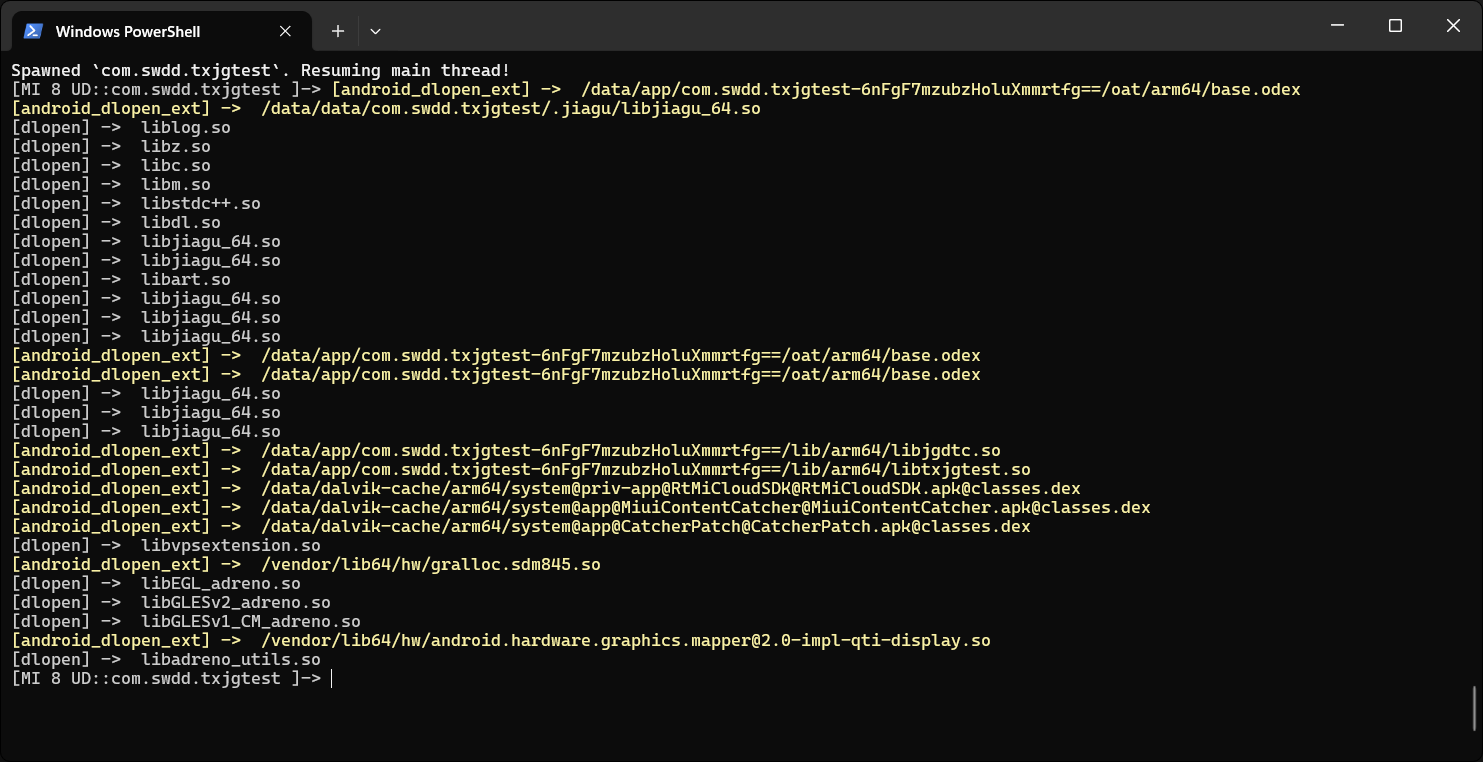 Windows PowerShell
Spawned `com.swdd.txjgtest`. Resuming main thread!
[MI 8 UD::com.swdd.txjgtest ]-> [android_dlopen_ext] ->  /data/app/com.swdd.txjgtest-6nFgF7mzubzHoluXmmrtfg==/oat/arm64/base.odex
[android_dlopen_ext] ->  /data/data/com.swdd.txjgtest/.jiagu/libjiagu_64.so
[dlopen] ->  liblog.so
[dlopen] ->  libz.so
[dlopen] ->  libc.so
[dlopen] ->  libm.so
[dlopen] ->  libstdc++.so
[dlopen] ->  libdl.so
[dlopen] ->  libjiagu_64.so
[dlopen] ->  libjiagu_64.so
[dlopen] ->  libart.so
[dlopen] ->  libjiagu_64.so
[dlopen] ->  libjiagu_64.so
[dlopen] ->  libjiagu_64.so
[android_dlopen_ext] ->  /data/app/com.swdd.txjgtest-6nFgF7mzubzHoluXmmrtfg==/oat/arm64/base.odex
[android_dlopen_ext] ->  /data/app/com.swdd.txjgtest-6nFgF7mzubzHoluXmmrtfg==/oat/arm64/base.odex
[dlopen] ->  libjiagu_64.so
[dlopen] ->  libjiagu_64.so
[dlopen] ->  libjiagu_64.so
[android_dlopen_ext] ->  /data/app/com.swdd.txjgtest-6nFgF7mzubzHoluXmmrtfg==/lib/arm64/libjgdtc.so
[android_dlopen_ext] ->  /data/app/com.swdd.txjgtest-6nFgF7mzubzHoluXmmrtfg==/lib/arm64/libtxjgtest.so
[android_dlopen_ext] ->  /data/dalvik-cache/arm64/system@priv-app@RtMiCloudSDK@RtMiCloudSDK.apk@classes.dex
[android_dlopen_ext] ->  /data/dalvik-cache/arm64/system@app@MiuiContentCatcher@MiuiContentCatcher.apk@classes.dex
[android_dlopen_ext] ->  /data/dalvik-cache/arm64/system@app@CatcherPatch@CatcherPatch.apk@classes.dex
[dlopen] ->  libvpsextension.so
[android_dlopen_ext] ->  /vendor/lib64/hw/gralloc.sdm845.so
[dlopen] ->  libEGL_adreno.so
[dlopen] ->  libGLESv2_adreno.so
[dlopen] ->  libGLESv1_CM_adreno.so
[android_dlopen_ext] ->  /vendor/lib64/hw/android.hardware.graphics.mapper@2.0-impl-qti-display.so
[dlopen] ->  libadreno_utils.so
[MI 8 UD::com.swdd.txjgtest ]->